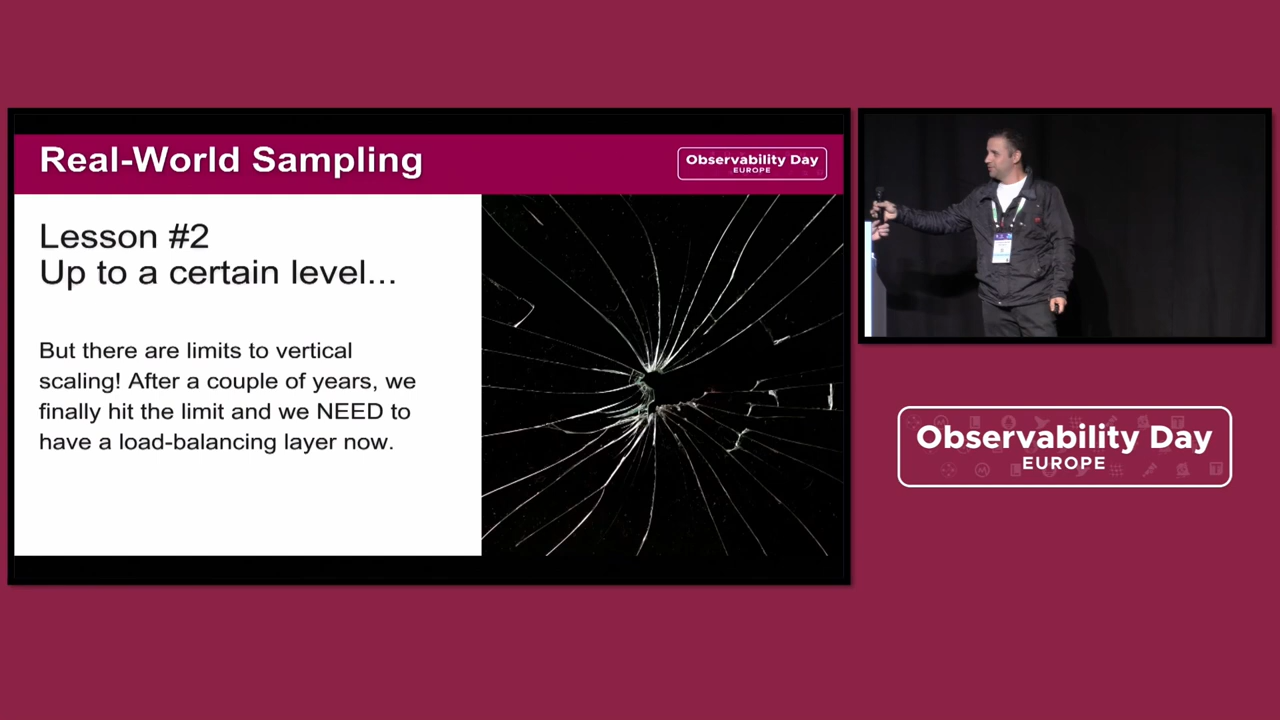 Real-World Sampling
Observability Day
EUROPE
Lesson #2
Up to a certain level...
But there are limits to vertical
scaling! After a couple of years, we
finally hit the limit and we NEED to
have a load-balancing layer now.
Observability Day
EUROPE